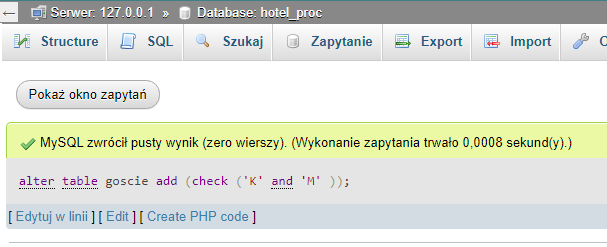 ← Serwer: 127.0.0.1 » Database: hotel_proc
Structure SQL Szukaj Zapytanie Export Import
Pokaż okno zapytań
MySQL zwrócił pusty wynik (zero wierszy). (Wykonanie zapytania trwało 0,0008 sekund(y).)
alter table goscie add (check ('K' and 'M' ));
[ Edytuj w linii ] [ Edit ] [ Create PHP code ]